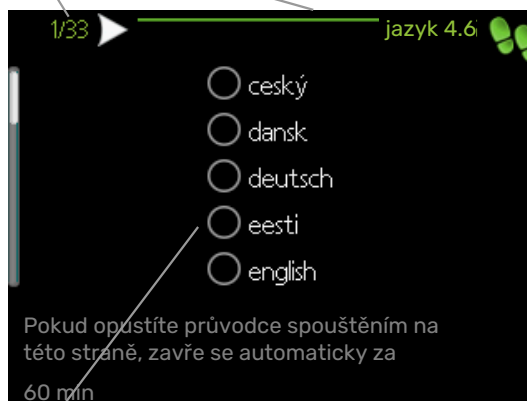 1/33
jazyk 4.6
ceský
dansk
deutsch
eesti
english
Pokud opustíte průvodce spouštěním na
této straně, zavře se automaticky za
60 min